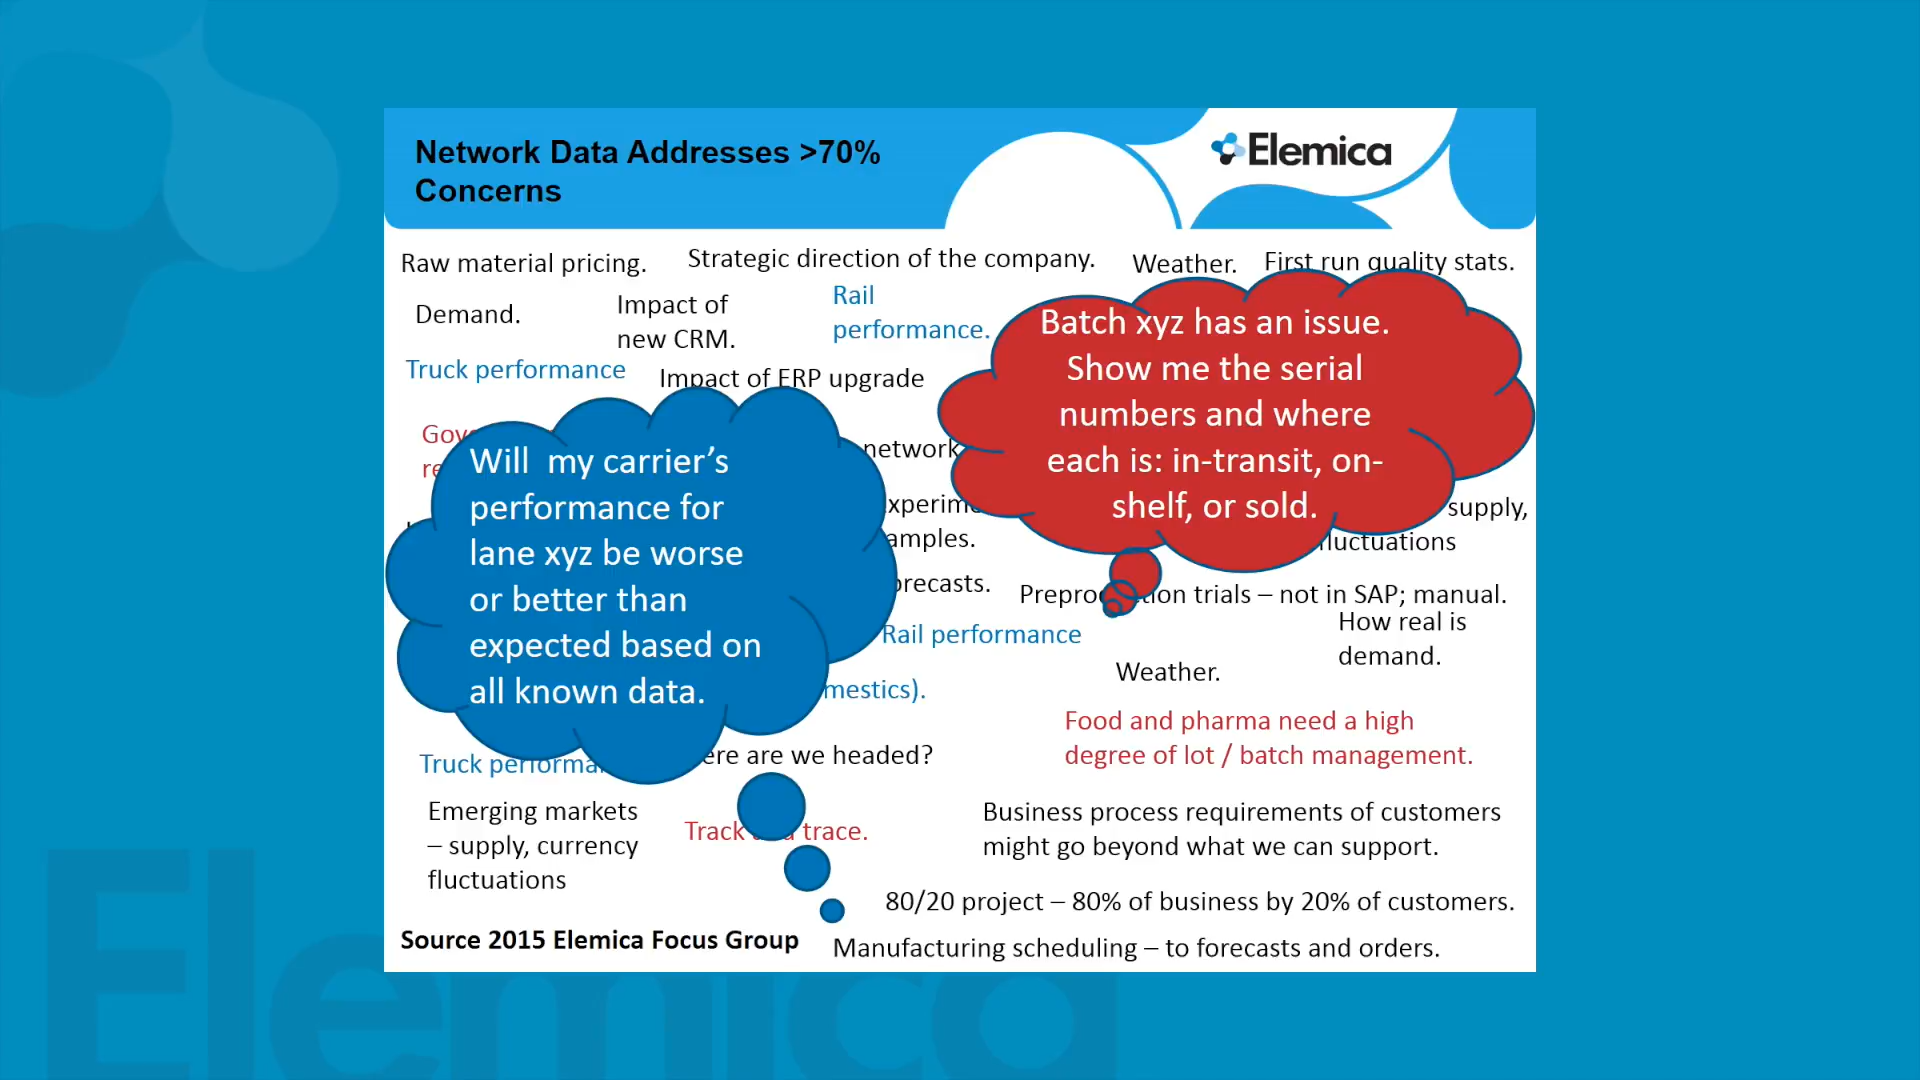 Network Data Addresses >70%
Concerns
Elemica
Raw material pricing.
Strategic direction of the company.
Weather.
First run quality stats.
Demand.
Impact of
new CRM.
Rail
performance.
Truck performance
Impact of ERP upgrade
Batch xyz has an issue.
Show me the serial
numbers and where
each is: in-transit, on-
shelf, or sold.
Will my carrier’s
performance for
lane xyz be worse
or better than
expected based on
all known data.
network
supply,
fluctuations
trials – not in SAP; manual.
How real is
demand.
Rail performance
Weather.
Food and pharma need a high
degree of lot / batch management.
are we headed?
Truck
Emerging markets
– supply, currency
fluctuations
Track and trace.
Business process requirements of customers
might go beyond what we can support.
80/20 project – 80% of business by 20% of customers.
Source 2015 Elemica Focus Group
Manufacturing scheduling – to forecasts and orders.
Elemica